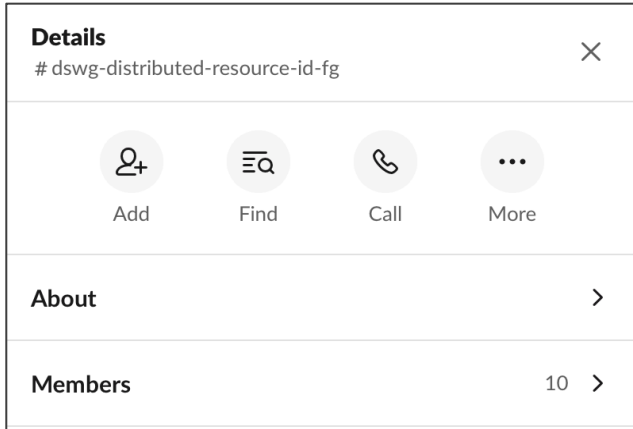 Details
# dswg-distributed-resource-id-fg
Add Find Call More
About
Members 10